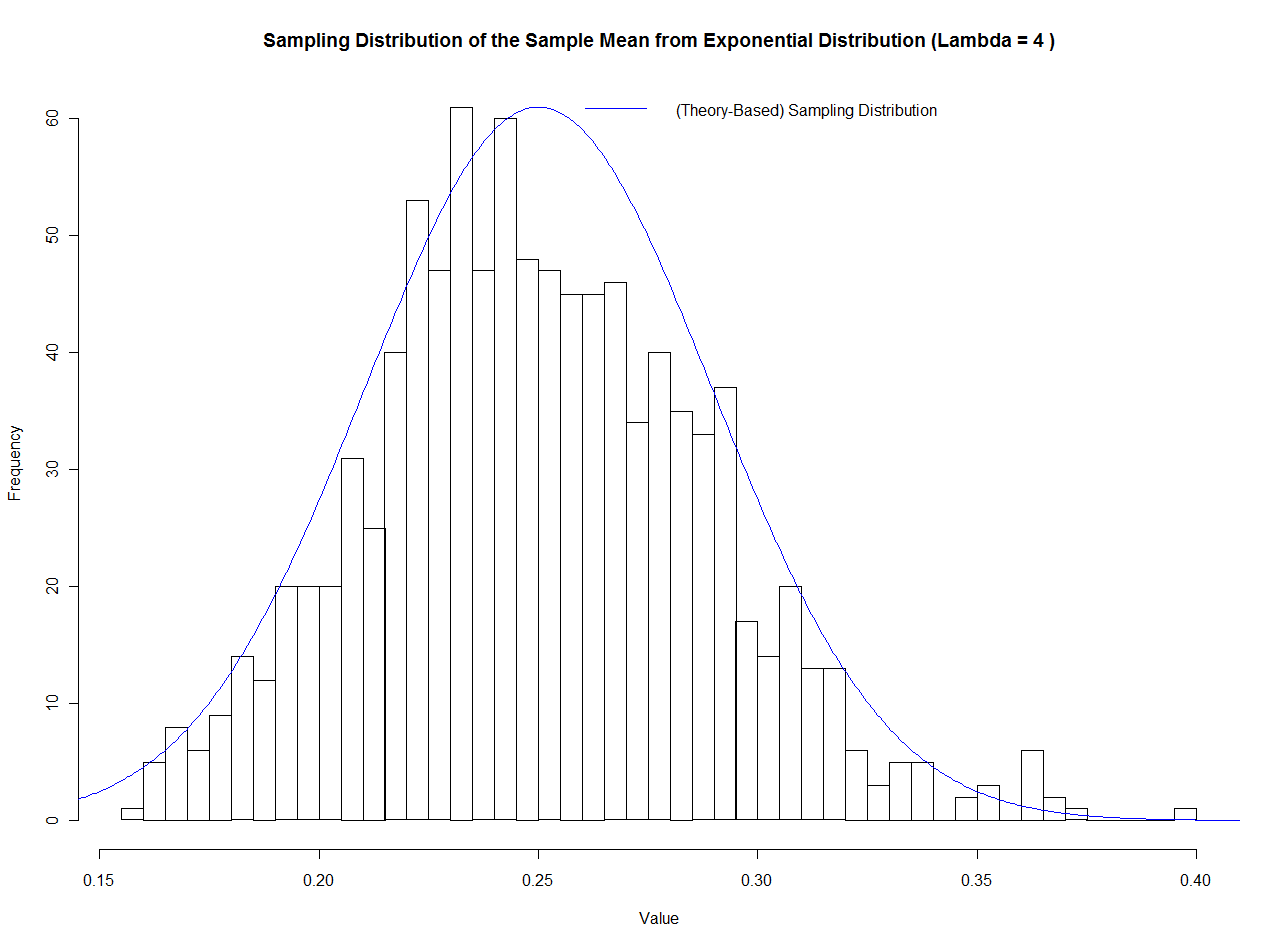 Sampling Distribution of the Sample Mean from Exponential Distribution (Lambda = 4 )
(Theory-Based) Sampling Distribution
60
50
40
30
20
10
0
Frequency
0.15 0.20 0.25 0.30 0.35 0.40
Value